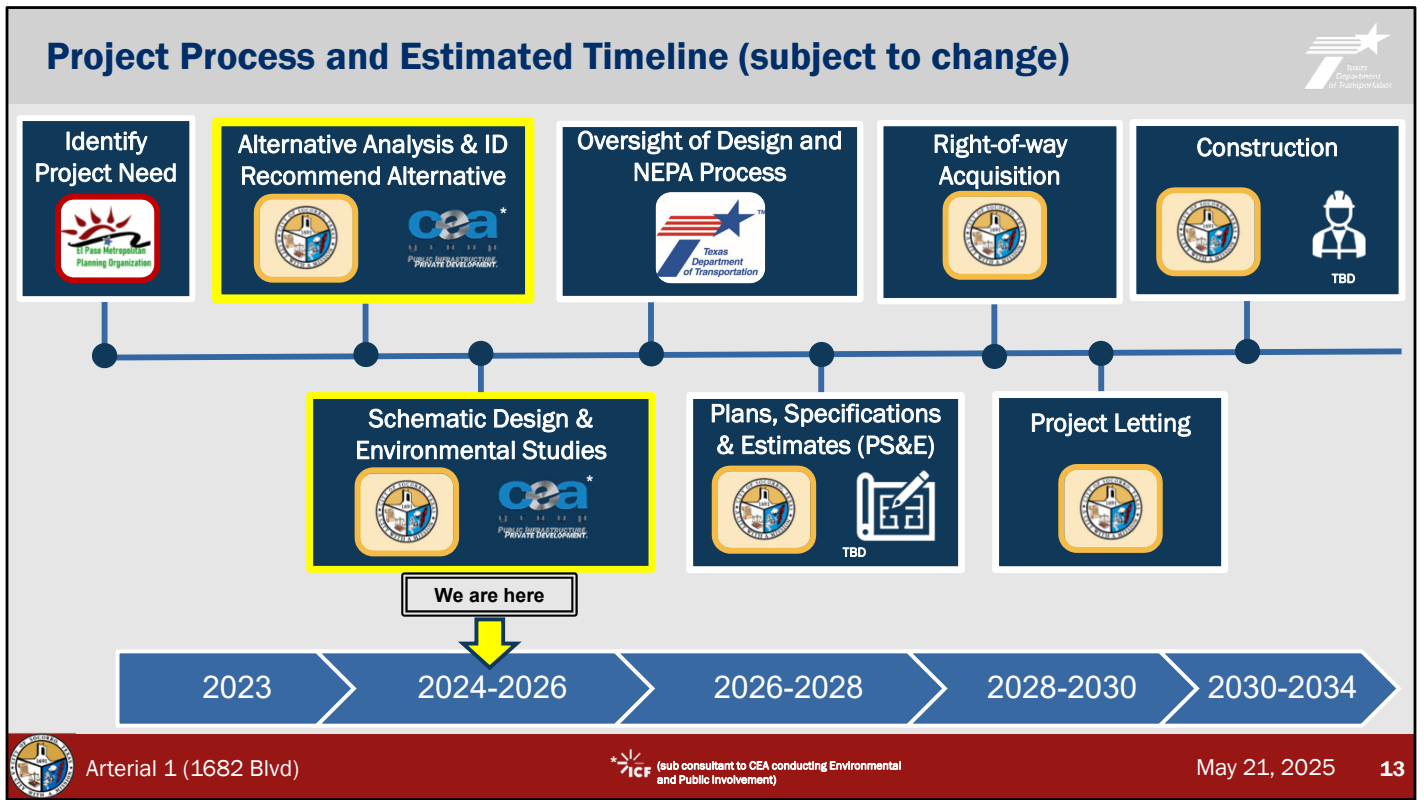 Project Process and Estimated Timeline (subject to change)
Texas
Department
of Transportation
Identify
Project Need
El Paso Metropolitan
Planning Organization
Alternative Analysis & ID
Recommend Alternative
cea*
PUBLIC INFRASTRUCTURE.
PRIVATE DEVELOPMENT.
Oversight of Design and
NEPA Process
TM
Texas
Department
of Transportation
Right-of-way
Acquisition
Construction
TBD
Schematic Design &
Environmental Studies
cea*
PUBLIC INFRASTRUCTURE.
PRIVATE DEVELOPMENT.
Plans, Specifications
& Estimates (PS&E)
TBD
Project Letting
We are here
2023
2024-2026
2026-2028
2028-2030
2030-2034
Arterial 1 (1682 Blvd)
*ICF (sub consultant to CEA conducting Environmental
and Public Involvement)
May 21, 2025
13